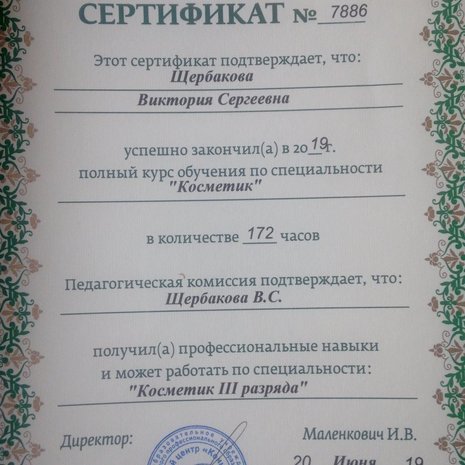 СЕРТИФИКАТ № 7886
Этот сертификат подтверждает, что:
Щербакова
Виктория Сергеевна
успешно закончил(а) в 2019г.
полный курс обучения по специальности
"Косметик"
в количестве 172 часов
Педагогическая комиссия подтверждает, что:
Щербакова В.С.
получил(а) профессиональные навыки
и может работать по специальности:
"Косметик III разряда"
Директор: Маленкович И.В.
20 Июня 19